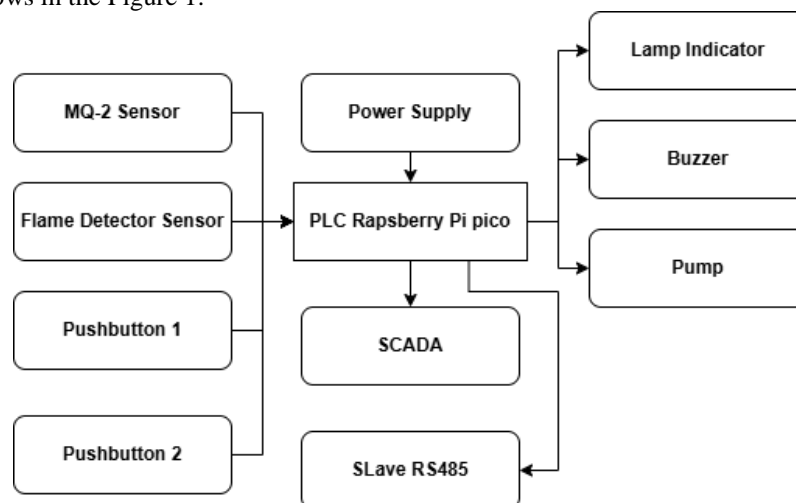 ows in the Figure 1.
Lamp Indicator
MQ-2 Sensor
Power Supply
Buzzer
Flame Detector Sensor
PLC Rapsberry Pi pico
Pump
Pushbutton 1
SCADA
Pushbutton 2
SLave RS485